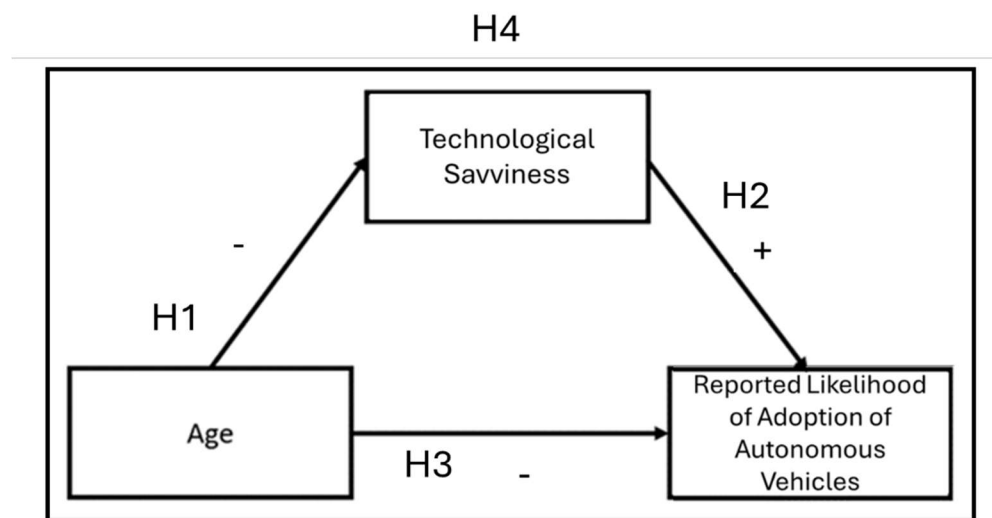 H4
Technological
Savviness
H2
+
-
H1
Age
Reported Likelihood
of Adoption of
Autonomous
Vehicles
H3
-